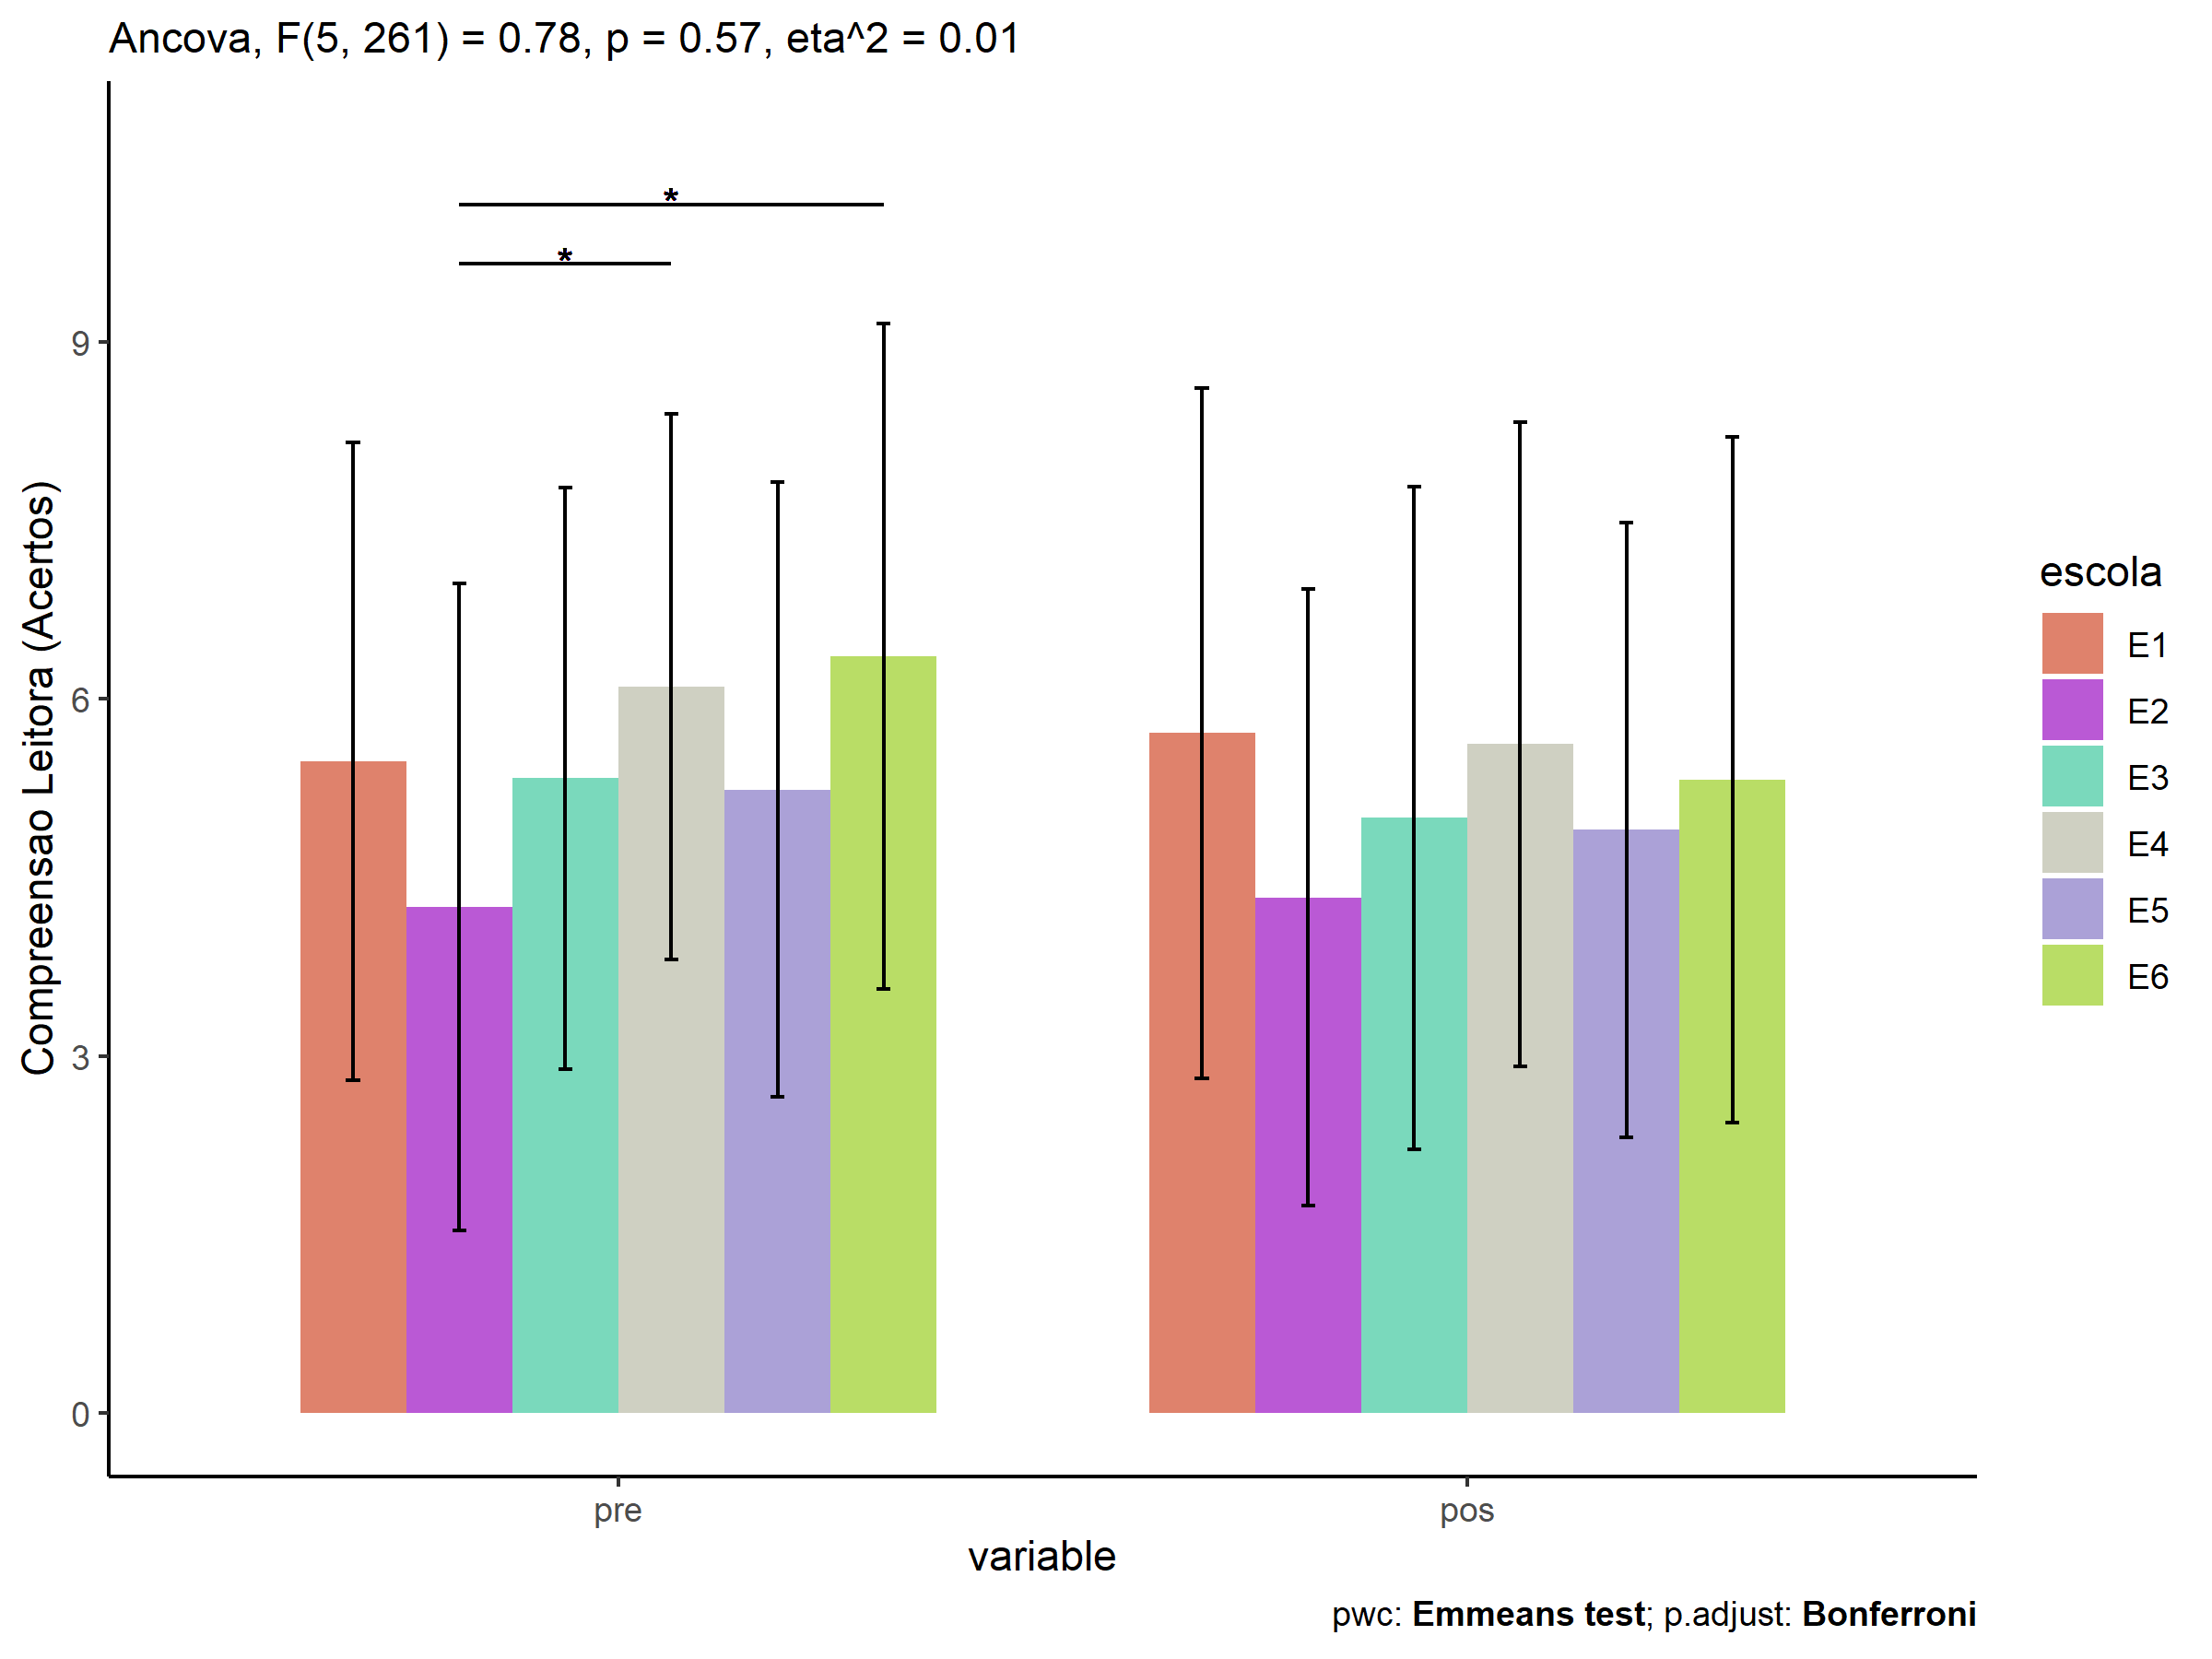 Ancova, F(5, 261) = 0.78, p = 0.57, eta^2 = 0.01
*
*
Compreensao Leitora (Acertos)
9
6
3
0
pre
pos
variable
escola
E1
E2
E3
E4
E5
E6
pwc: Emmeans test; p.adjust: Bonferroni